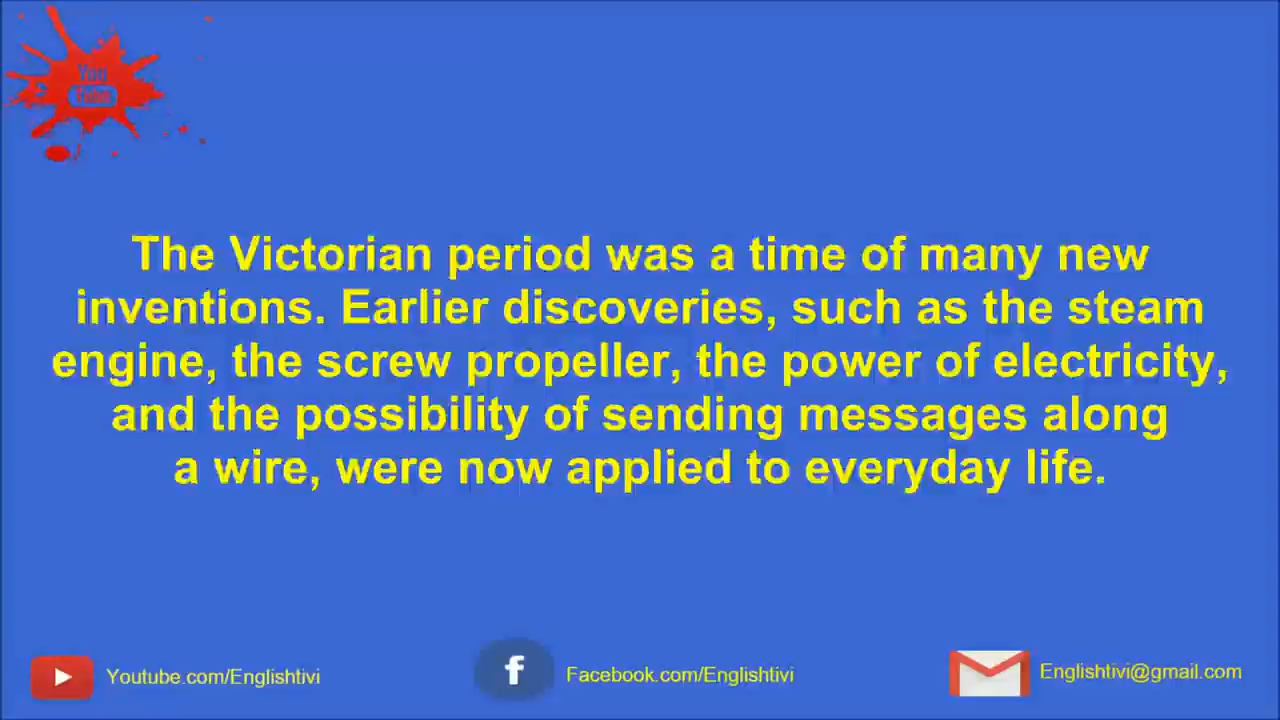 You
Tube
The Victorian period was a time of many new
inventions. Earlier discoveries, such as the steam
engine, the screw propeller, the power of electricity,
and the possibility of sending messages along
a wire, were now applied to everyday life.
Youtube.com/Englishtivi
Facebook.com/Englishtivi
Englishtivi@gmail.com